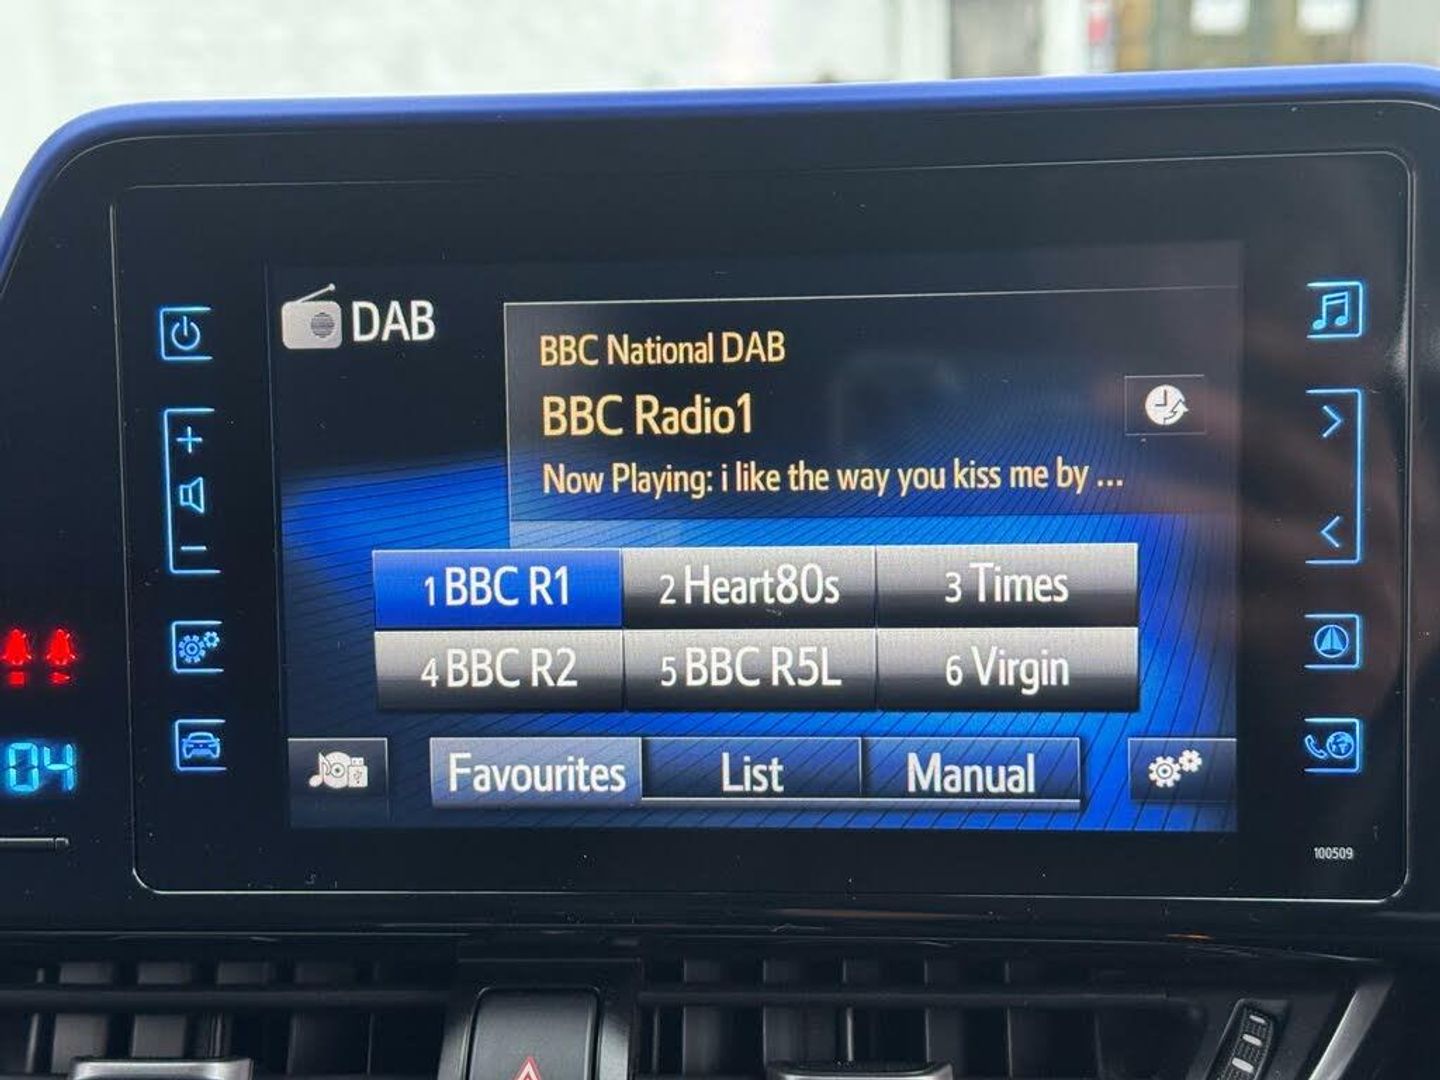 DAB
BBC National DAB
BBC Radio1
Now Playing: i like the way you kiss me by ...
1 BBC R1
2 Heart80s
3 Times
4 BBC R2
5 BBC R5L
6 Virgin
Favourites
List
Manual
04
100509